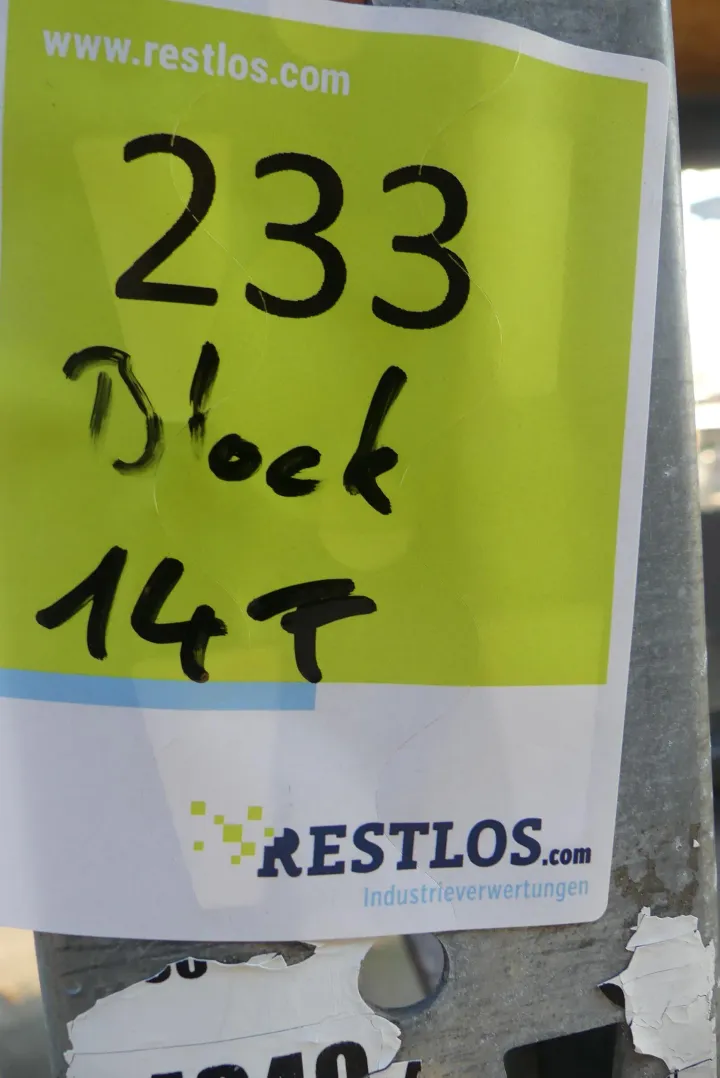 www.restlos.com
233
Block
14T
RESTLOS.com
Industrieverwertungen